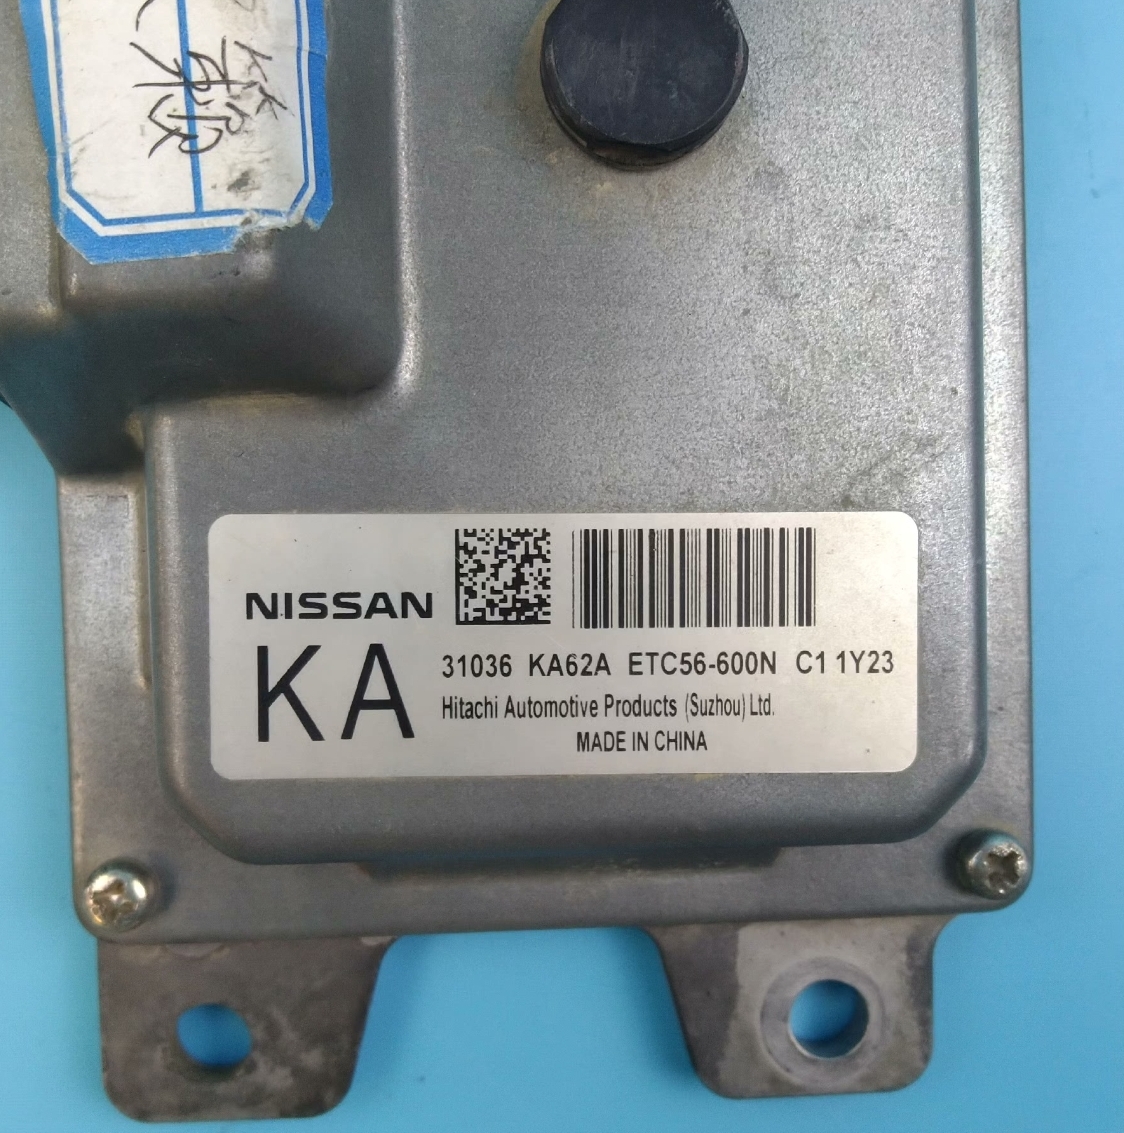 NISSAN
KA
31036 KA62A ETC56-600N C1 1Y23
Hitachi Automotive Products (Suzhou) Ltd.
MADE IN CHINA